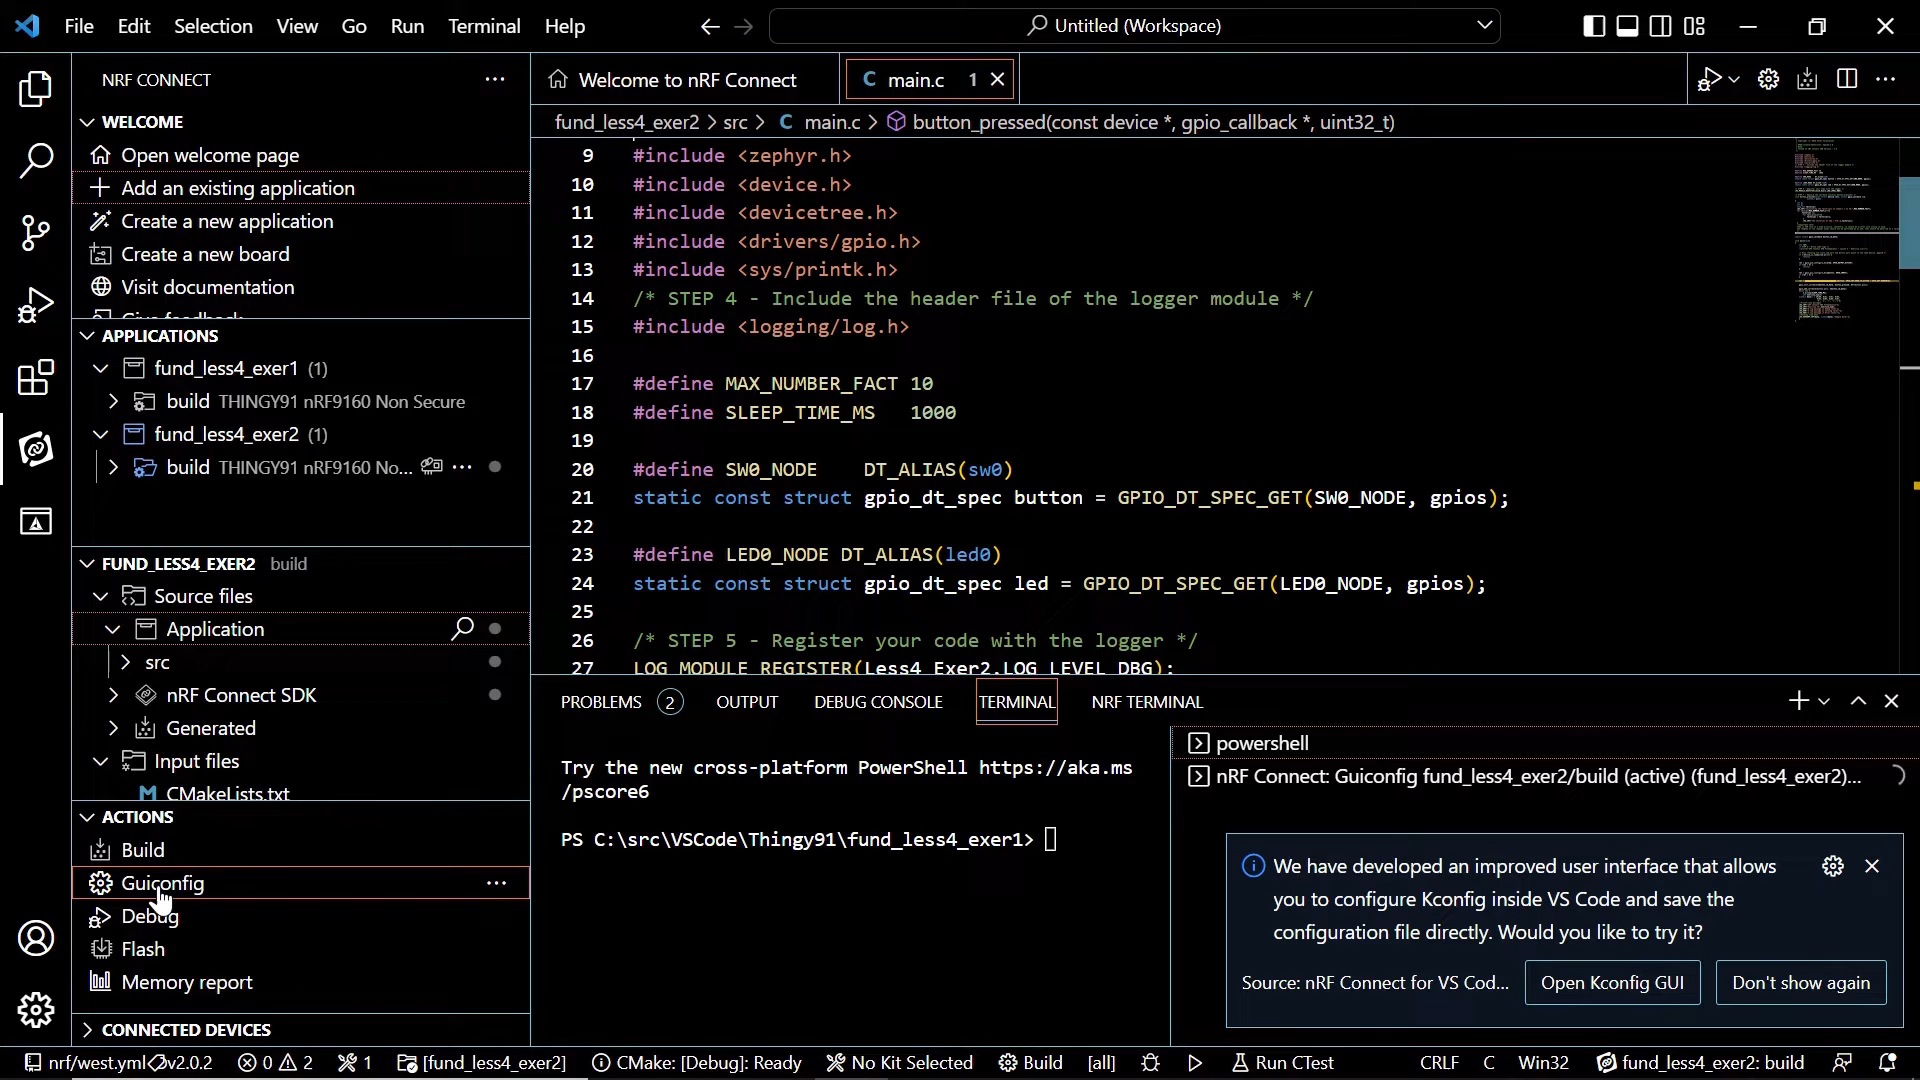 File Edit Selection View Go Run Terminal Help
Untitled (Workspace)
NRF CONNECT
WELCOME
Open welcome page
Add an existing application
Create a new application
Create a new board
Visit documentation
APPLICATIONS
fund_less4_exer1 (1)
build THINGY91 nRF9160 Non Secure
fund_less4_exer2 (1)
build THINGY91 nRF9160 No...
FUND_LESS4_EXER2 build
Source files
Application
src
nRF Connect SDK
Generated
Input files
CMakeLists.txt
ACTIONS
Build
Guiconfig
Debug
Flash
Memory report
CONNECTED DEVICES
Welcome to nRF Connect
C main.c 1
fund_less4_exer2 > src > C main.c > button_pressed(const device *, gpio_callback *, uint32_t)
9 #include <zephyr.h>
10 #include <device.h>
11 #include <devicetree.h>
12 #include <drivers/gpio.h>
13 #include <sys/printk.h>
14 /* STEP 4 - Include the header file of the logger module */
15 #include <logging/log.h>
16
17 #define MAX_NUMBER_FACT 10
18 #define SLEEP_TIME_MS 1000
19
20 #define SW0_NODE DT_ALIAS(sw0)
21 static const struct gpio_dt_spec button = GPIO_DT_SPEC_GET(SW0_NODE, gpios);
22
23 #define LED0_NODE DT_ALIAS(led0)
24 static const struct gpio_dt_spec led = GPIO_DT_SPEC_GET(LED0_NODE, gpios);
25
26 /* STEP 5 - Register your code with the logger */
27 LOG_MODULE_REGISTER(Less4_Exer2,LOG_LEVEL_DBG);
PROBLEMS 2 OUTPUT DEBUG CONSOLE TERMINAL NRF TERMINAL
Try the new cross-platform PowerShell https://aka.ms
/pscore6
PS C:\src\VSCode\Thingy91\fund_less4_exer1>
powershell
nRF Connect: Guiconfig fund_less4_exer2/build (active) (fund_less4_exer2)...
We have developed an improved user interface that allows
you to configure Kconfig inside VS Code and save the
configuration file directly. Would you like to try it?
Source: nRF Connect for VS Cod... Open Kconfig GUI Don't show again
nrf/west.yml v2.0.2 0 2 1 [fund_less4_exer2] CMake: [Debug]: Ready No Kit Selected Build [all] Run CTest CRLF C Win32 fund_less4_exer2: build